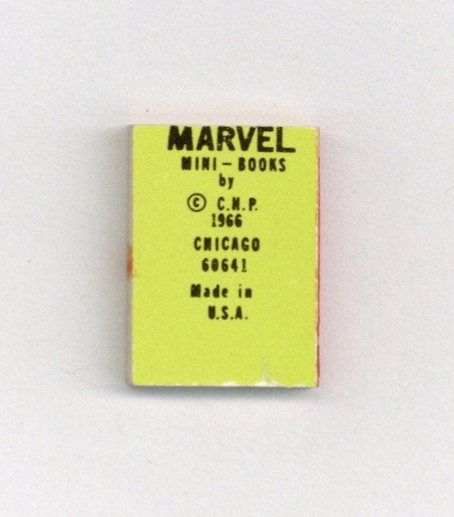 MARVEL
MINI - BOOKS
by
© C.M.P.
1966
CHICAGO
60641
Made in
U.S.A.